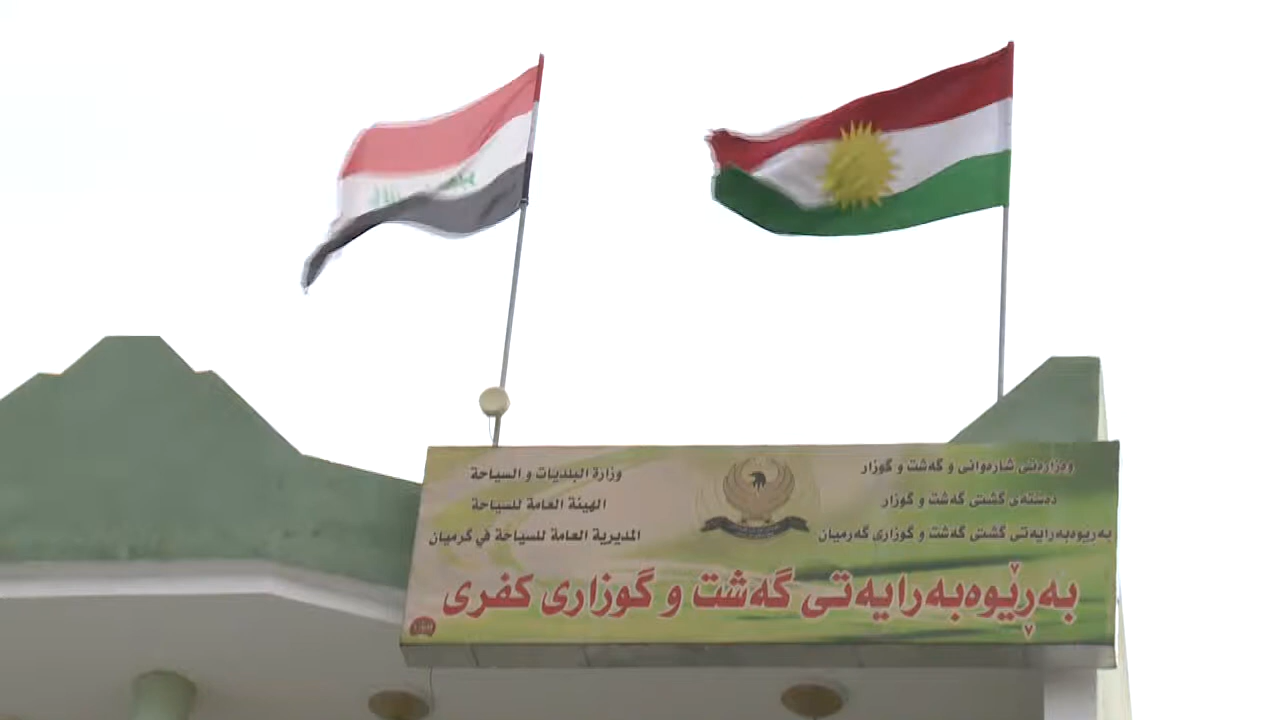 وەزارەتی شارەوانی و گەشت و گوزار
دەستەی گشتی گەشت و گوزار
بەڕیوەبەرایەتی گشتی گەشت و گوزاری گەرمیان
وزارة البلديات و السياحة
الهيئة العامة للسياحة
المديرية العامة للسياحة في گرميان
بەڕێوەبەرایەتی گەشت و گوزاری کفری